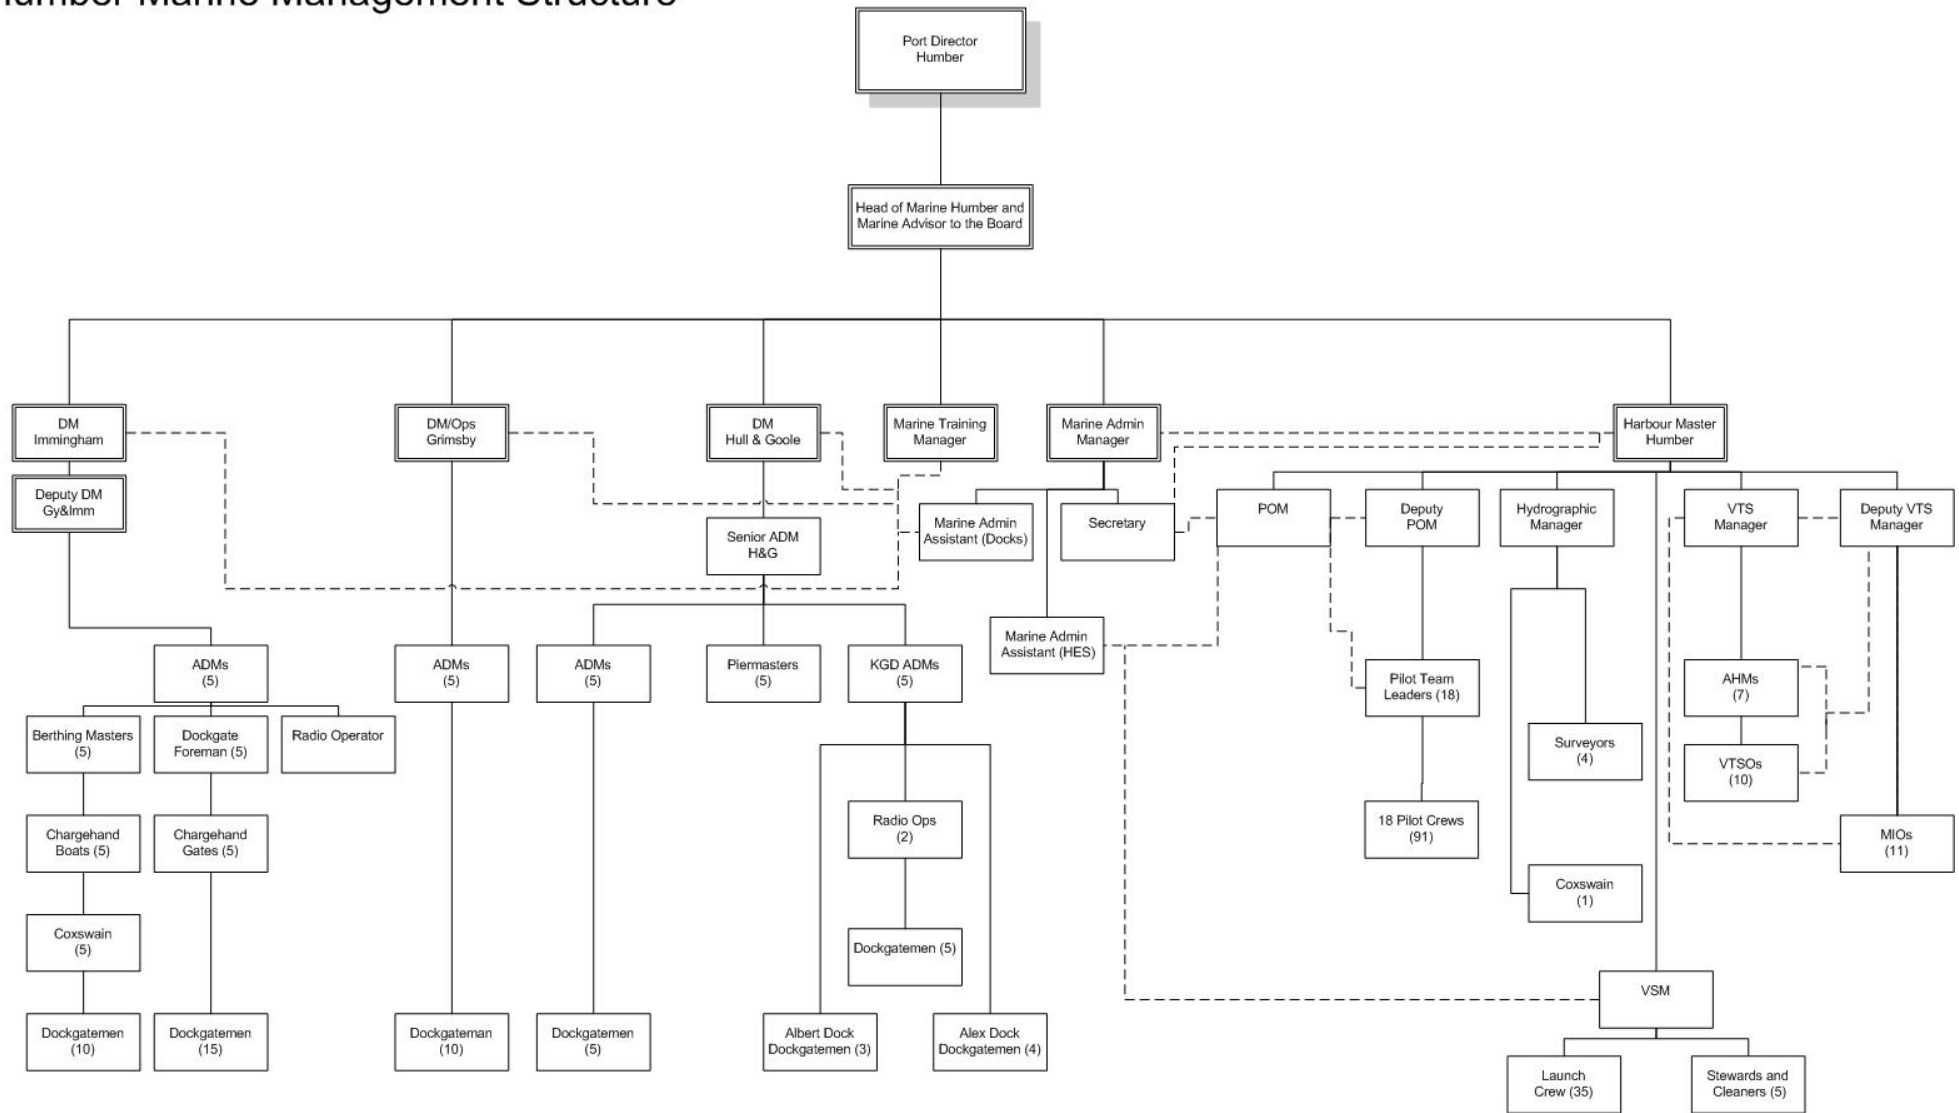 Humber Marine Management Structure
Port Director
Humber
Head of Marine Humber and
Marine Advisor to the Board
DM
Immingham
DM/Ops
Grimsby
DM
Hull & Goole
Marine Training
Manager
Marine Admin
Manager
Harbour Master
Humber
Deputy DM
Gy&Imm
Senior ADM
H&G
Marine Admin
Assistant (Docks)
Secretary
POM
Deputy
POM
Hydrographic
Manager
VTS
Manager
Deputy VTS
Manager
Marine Admin
Assistant (HES)
ADMs
(5)
ADMs
(5)
ADMs
(5)
Piermasters
(5)
KGD ADMs
(5)
Pilot Team
Leaders (18)
AHMs
(7)
Berthing Masters
(5)
Dockgate
Foreman (5)
Radio Operator
Surveyors
(4)
VTSOs
(10)
Chargehand
Boats (5)
Chargehand
Gates (5)
Radio Ops
(2)
18 Pilot Crews
(91)
MIOs
(11)
Coxswain
(1)
Coxswain
(5)
Dockgatemen (5)
VSM
Dockgatemen
(10)
Dockgatemen
(15)
Dockgateman
(10)
Dockgatemen
(5)
Albert Dock
Dockgatemen (3)
Alex Dock
Dockgatemen (4)
Launch
Crew (35)
Stewards and
Cleaners (5)